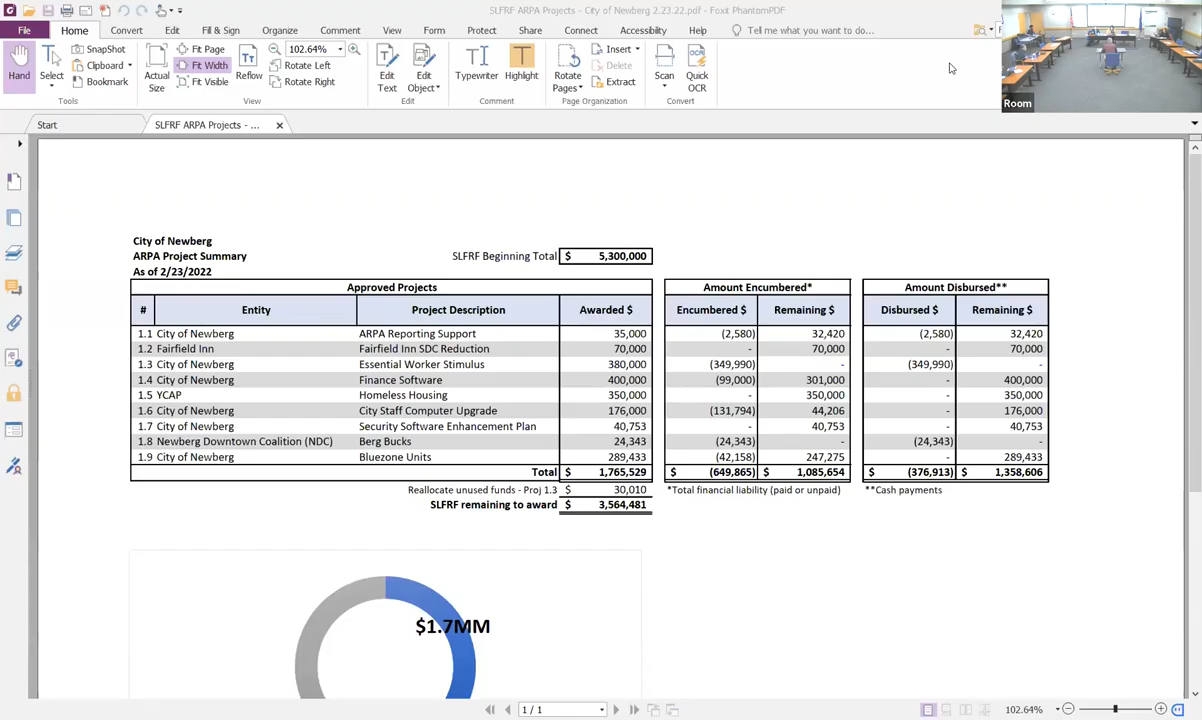 SLFRF ARPA Projects - City of Newberg 2.23.22.pdf - Foxit PhantomPDF
File Home Convert Edit Fill & Sign Organize Comment View Form Protect Share Connect Accessibility Help Tell me what you want to do...
Hand Select SnapShot Clipboard Bookmark Tools
Actual Size Fit Page Fit Width Fit Visible Reflow 102.64% Rotate Left Rotate Right View
Edit Text Edit Object Edit
Typewriter Highlight Comment
Rotate Pages Insert Delete Extract Page Organization
Scan Quick OCR Convert
Room
Start SLFRF ARPA Projects - ...
City of Newberg
ARPA Project Summary SLFRF Beginning Total $ 5,300,000
As of 2/23/2022
Approved Projects Amount Encumbered* Amount Disbursed**
# Entity Project Description Awarded $ Encumbered $ Remaining $ Disbursed $ Remaining $
1.1 City of Newberg ARPA Reporting Support 35,000 (2,580) 32,420 (2,580) 32,420
1.2 Fairfield Inn Fairfield Inn SDC Reduction 70,000 - 70,000 - 70,000
1.3 City of Newberg Essential Worker Stimulus 380,000 (349,990) - (349,990) -
1.4 City of Newberg Finance Software 400,000 (99,000) 301,000 - 400,000
1.5 YCAP Homeless Housing 350,000 - 350,000 - 350,000
1.6 City of Newberg City Staff Computer Upgrade 176,000 (131,794) 44,206 - 176,000
1.7 City of Newberg Security Software Enhancement Plan 40,753 - 40,753 - 40,753
1.8 Newberg Downtown Coalition (NDC) Berg Bucks 24,343 (24,343) - (24,343) -
1.9 City of Newberg Bluezone Units 289,433 (42,158) 247,275 - 289,433
Total $ 1,765,529 $ (649,865) $ 1,085,654 $ (376,913) $ 1,358,606
Reallocate unused funds - Proj 1.3 $ 30,010 *Total financial liability (paid or unpaid) **Cash payments
SLFRF remaining to award $ 3,564,481
$1.7MM
1 / 1 102.64%